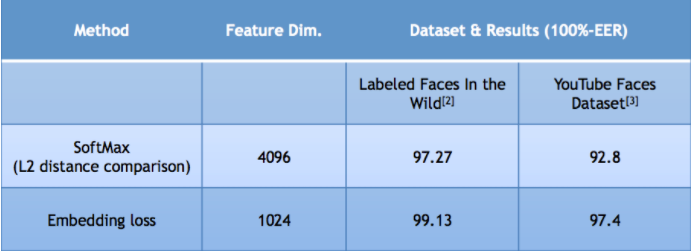 Method Feature Dim. Dataset & Results (100%-EER)
Labeled Faces In the Wild[2] YouTube Faces Dataset[3]
SoftMax
(L2 distance comparison) 4096 97.27 92.8
Embedding loss 1024 99.13 97.4